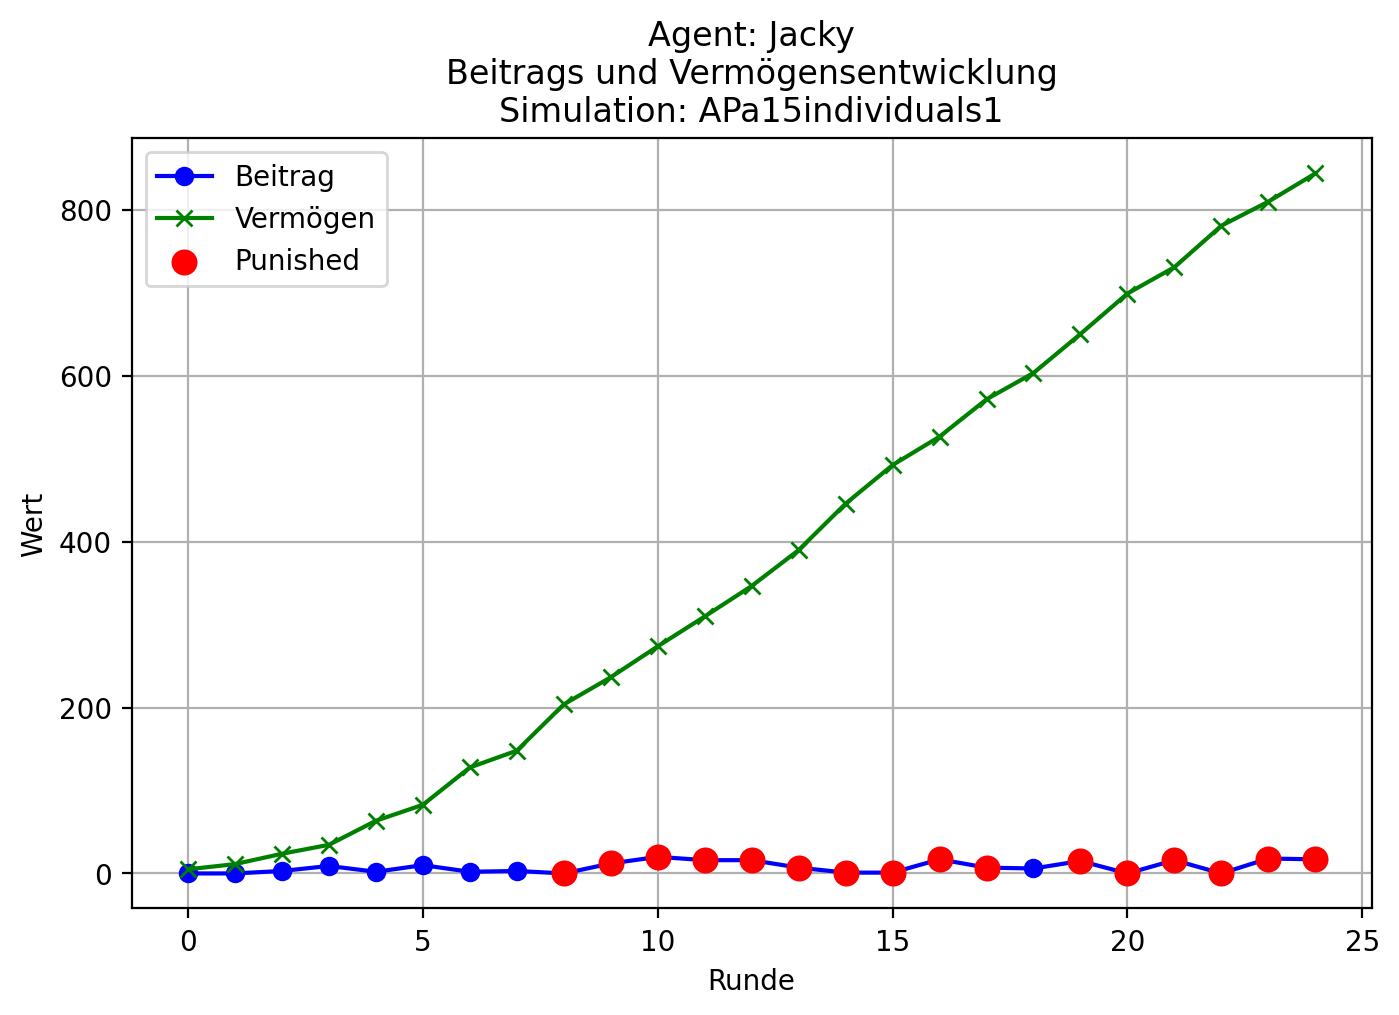 Agent: Jacky
Beitrags und Vermögensentwicklung
Simulation: APa15individuals1
Beitrag
Vermögen
Punished
800
600
400
200
0
Wert
0 5 10 15 20 25
Runde